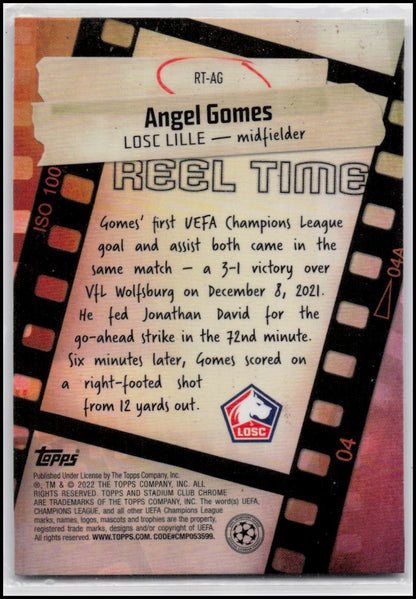 RT-AG
Angel Gomes
LOSC LILLE — midfielder
REEL TIME
ISO 100
Gomes' first UEFA Champions League
goal and assist both came in the
same match — a 3-1 victory over
VfL Wolfsburg on December 8, 2021.
He fed Jonathan David for the
go-ahead strike in the 72nd minute.
Six minutes later, Gomes scored on
a right-footed shot
from 12 yards out.
04A
LOSC
04
Topps
Published Under License by The Topps Company, Inc.
®, TM & © 2022 THE TOPPS COMPANY, INC. ALL
RIGHTS RESERVED. TOPPS AND STADIUM CLUB CHROME
ARE TRADEMARKS OF THE TOPPS COMPANY, INC. The word(s) UEFA,
CHAMPIONS LEAGUE, and all other UEFA Champions League
marks, names, logos, mascots and trophies are the property,
registered trade marks, designs and/or copyright of UEFA.
All rights reserved. WWW.TOPPS.COM. CODE#CMP053599.